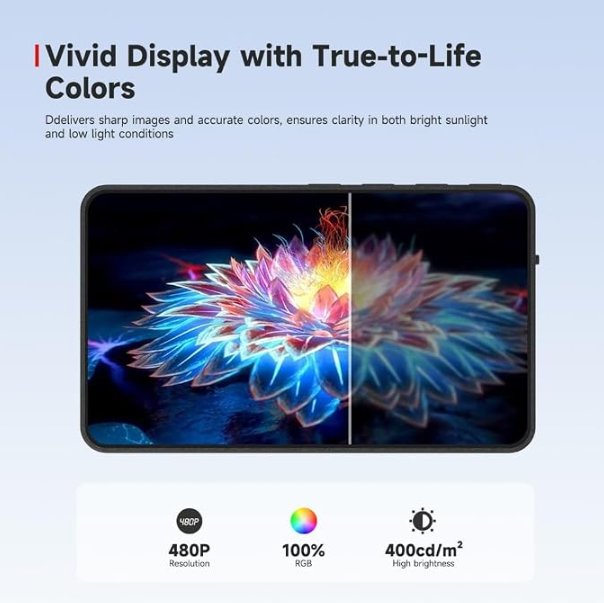 Vivid Display with True-to-Life
Colors
Ddelivers sharp images and accurate colors, ensures clarity in both bright sunlight
and low light conditions
480P
480P
Resolution
100%
RGB
400cd/m²
High brightness